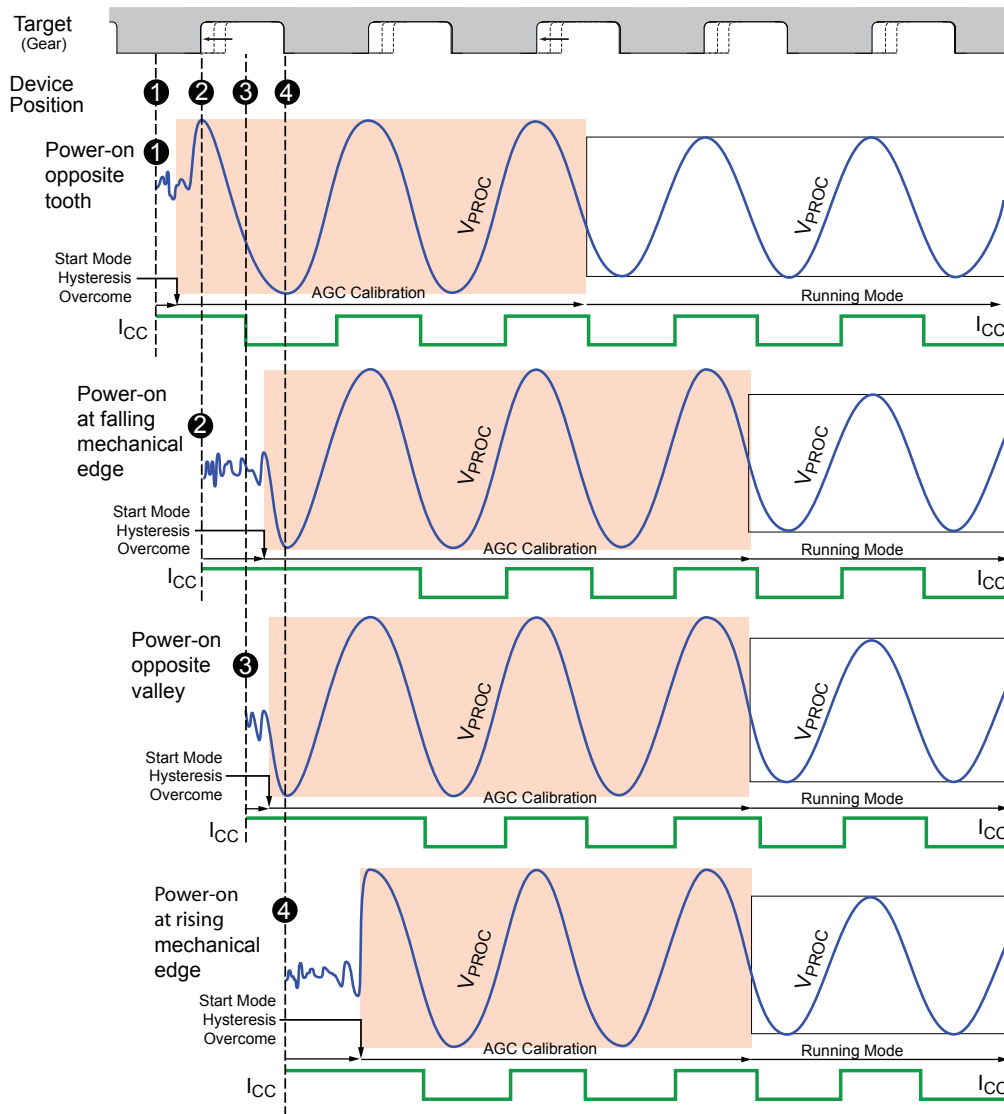 Target
(Gear)
Device
Position
1 2 3 4
1
Power-on
opposite
tooth
VPROC
VPROC
Start Mode
Hysteresis
Overcome
AGC Calibration
Running Mode
ICC
ICC
Power-on
at falling
mechanical
edge
2
VPROC
VPROC
Start Mode
Hysteresis
Overcome
AGC Calibration
Running Mode
ICC
ICC
Power-on
opposite
valley
3
VPROC
VPROC
Start Mode
Hysteresis
Overcome
AGC Calibration
Running Mode
ICC
ICC
Power-on
at rising
mechanical
edge
4
VPROC
VPROC
Start Mode
Hysteresis
Overcome
AGC Calibration
Running Mode
ICC
ICC